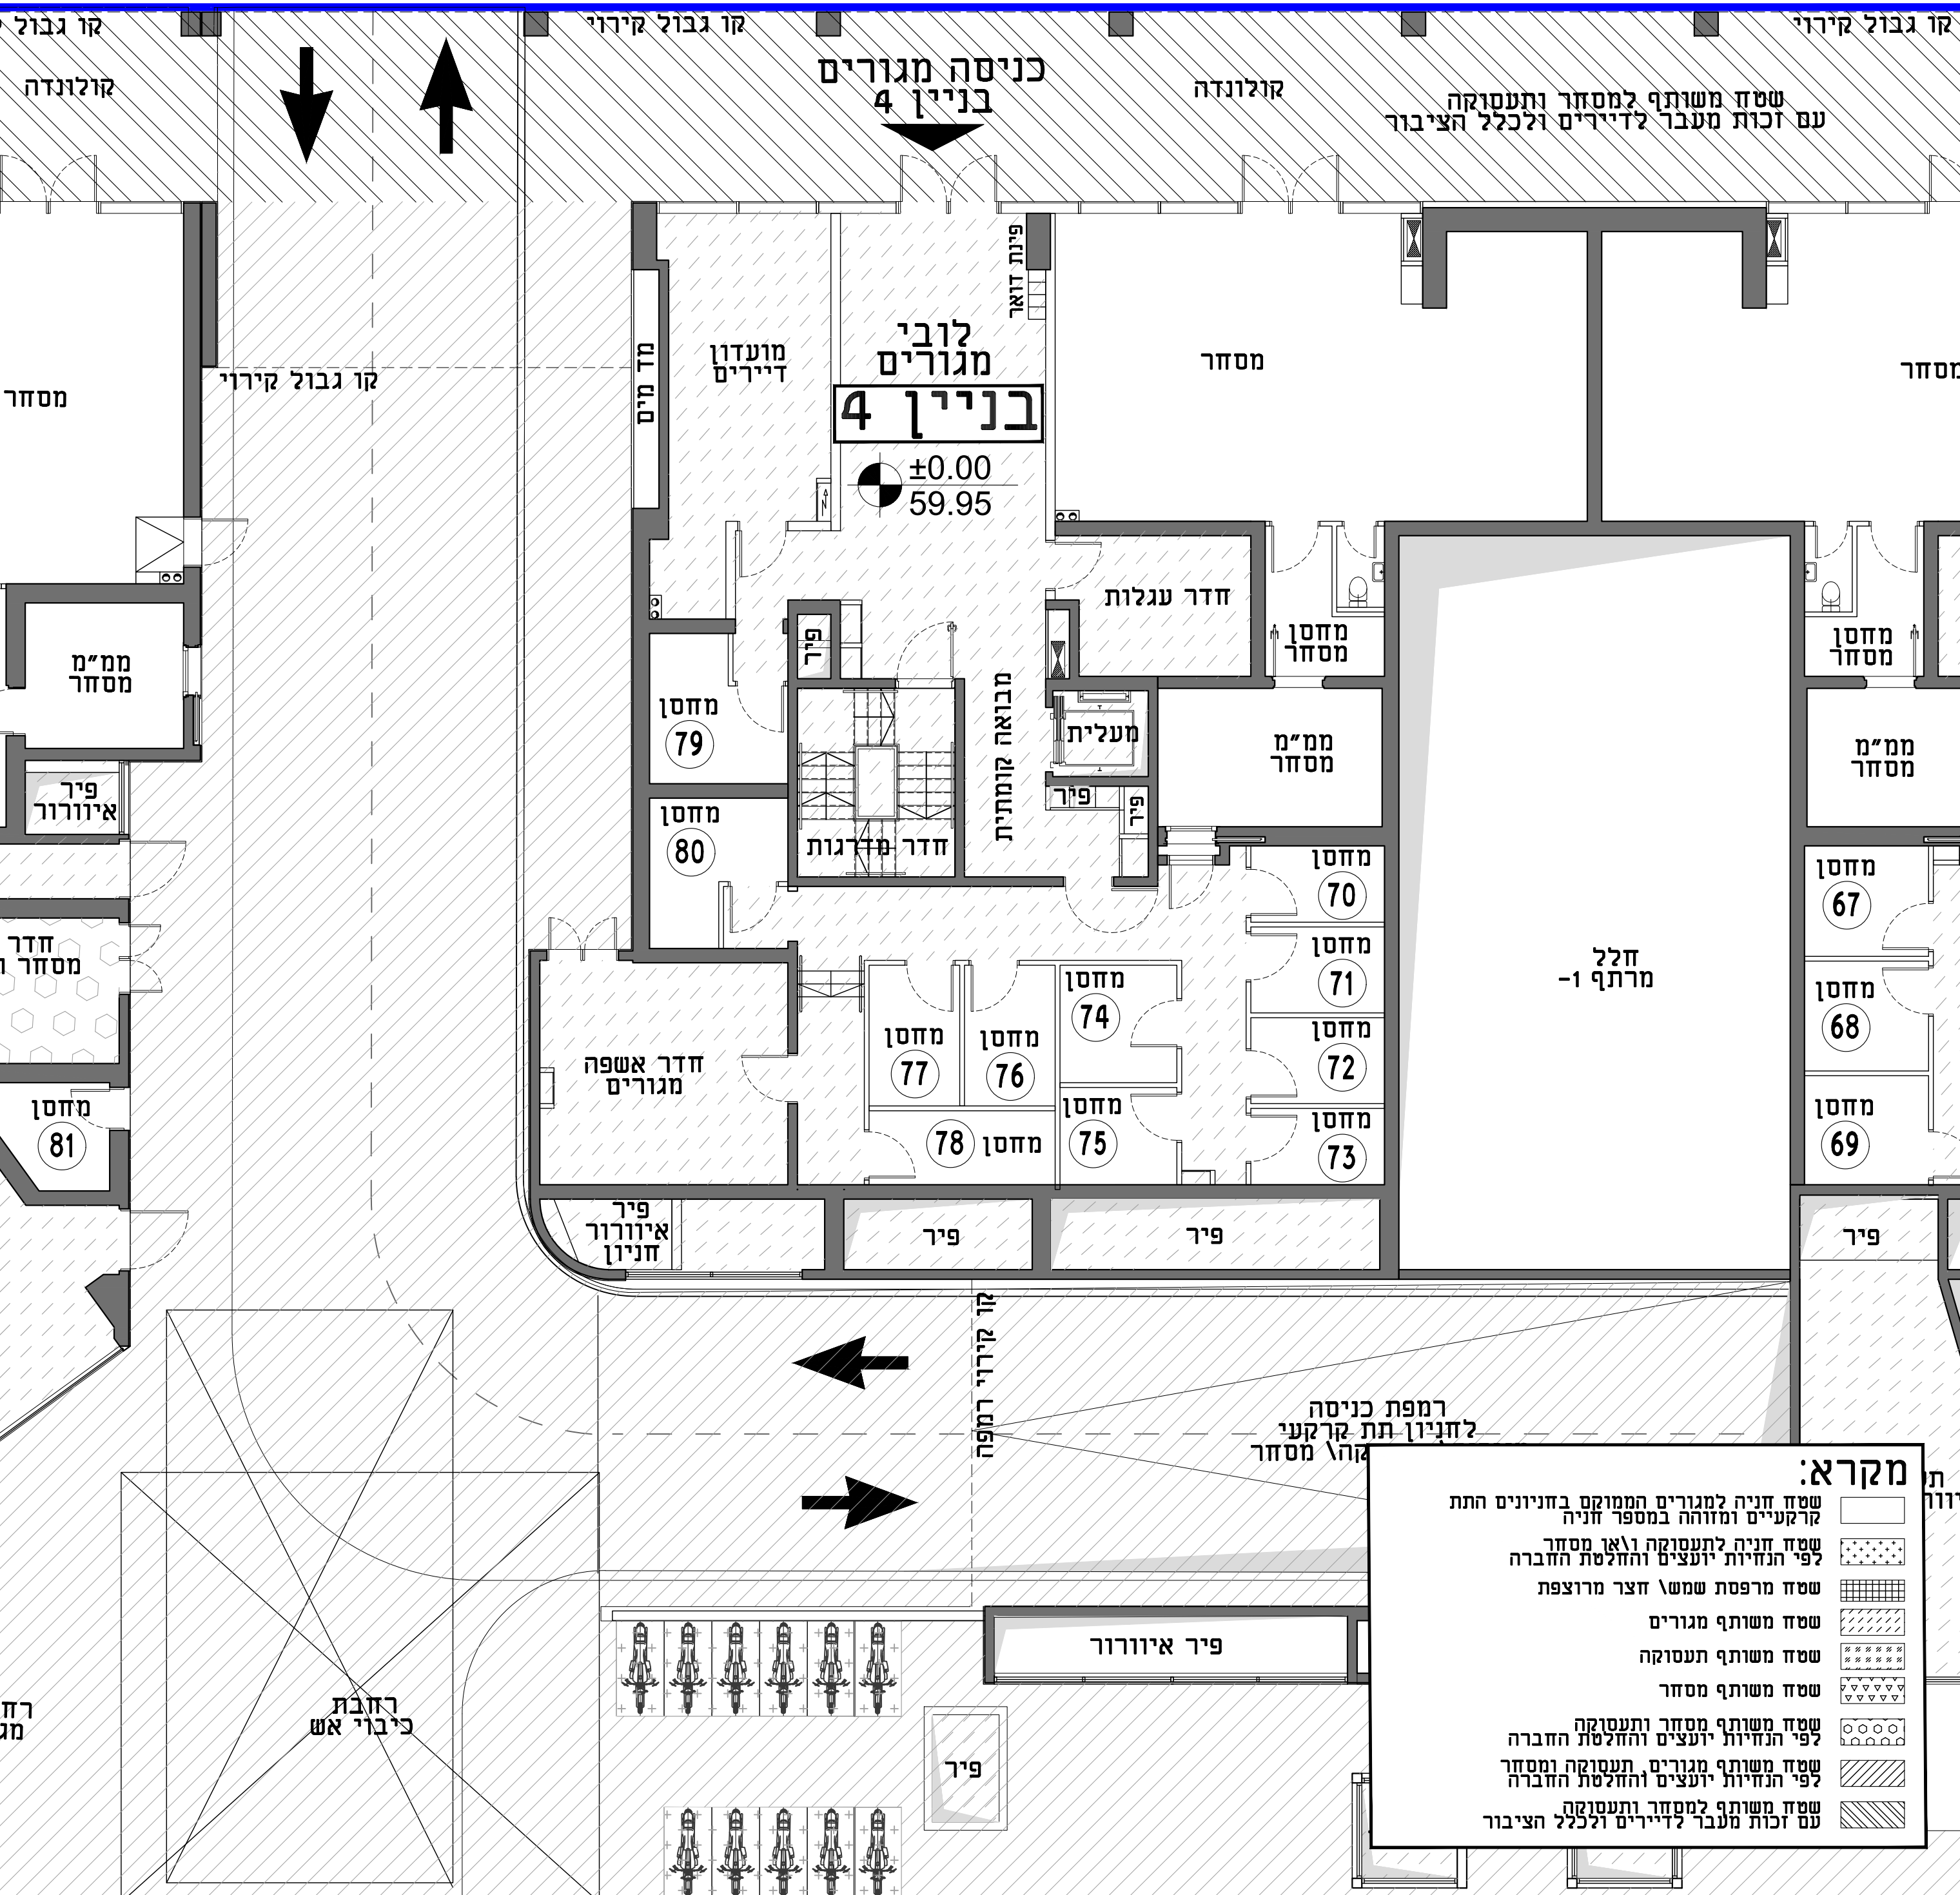 קו גבול קירוי
קו גבול קירוי
קו גבול קירוי
קולונדה
כניסה מגורים
בניין 4
קולונדה
שטח משותף למסחר ותעסוקה
עם זכות מעבר לדיירים ולכלל הציבור
פינת דואר
לובי
מגורים
מועדון
דיירים
מד מים
מסחר
מסחר
מסחר
קו גבול קירוי
בניין 4
±0.00
59.95
חדר עגלות
מחסן
מסחר
מחסן
מסחר
פיר
ממ״מ
מסחר
מחסן
79
מבואה קומתית
מעלית
ממ״מ
מסחר
ממ״מ
מסחר
פיר
איוורור
פיר
פיר
מחסן
80
חדר מדרגות
מחסן
70
מחסן
67
חדר
מסחר
מחסן
71
חלל
מרתף 1-
מחסן
74
מחסן
68
חדר אשפה
מגורים
מחסן
77
מחסן
76
מחסן
72
מחסן
81
מחסן
78
מחסן
75
מחסן
73
מחסן
69
פיר
איוורור
חניון
פיר
פיר
פיר
קו קירוי רמפה
רמפת כניסה
לחניון תת קרקעי
מסחר
פיר איוורור
רחבת
כיבוי אש
פיר
מקרא:
שטח חניה למגורים הממוקם בחניונים התת
קרקעיים ומזוהה במספר חניה
שטח חניה לתעסוקה ו\או מסחר
לפי הנחיות יועצים והחלטת החברה
שטח מרפסת שמש\ חצר מרוצפת
שטח משותף מגורים
שטח משותף תעסוקה
שטח משותף מסחר
שטח משותף מסחר ותעסוקה
לפי הנחיות יועצים והחלטת החברה
שטח משותף מגורים, תעסוקה ומסחר
לפי הנחיות יועצים והחלטת החברה
שטח משותף למסחר ותעסוקה
עם זכות מעבר לדיירים ולכלל הציבור